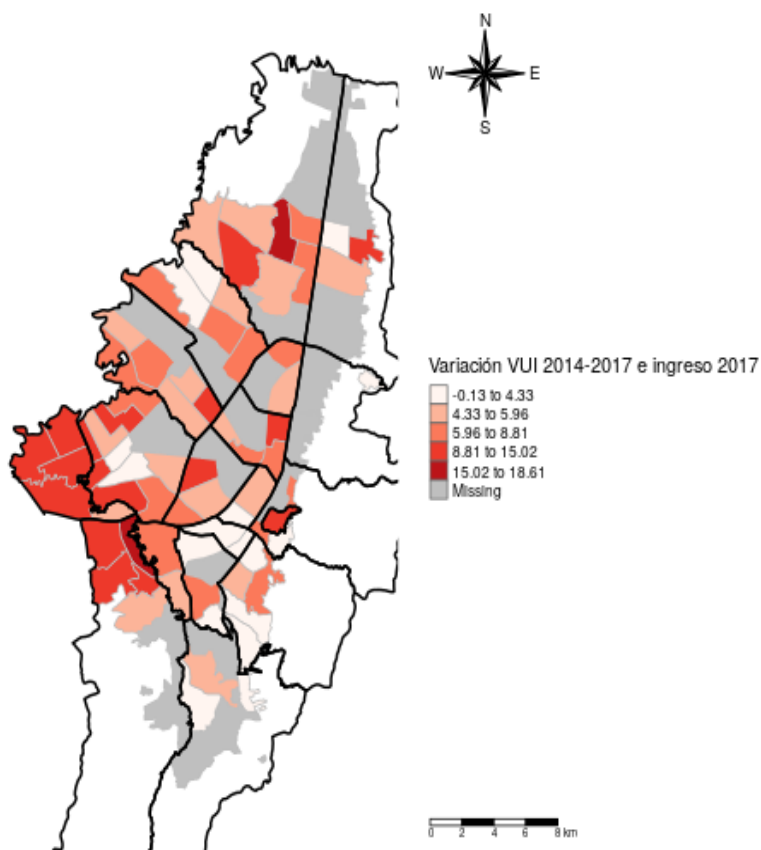 N
W E
S
Variación VUI 2014-2017 e ingreso 2017
-0.13 to 4.33
4.33 to 5.96
5.96 to 8.81
8.81 to 15.02
15.02 to 18.61
Missing
0 2 4 6 8 km